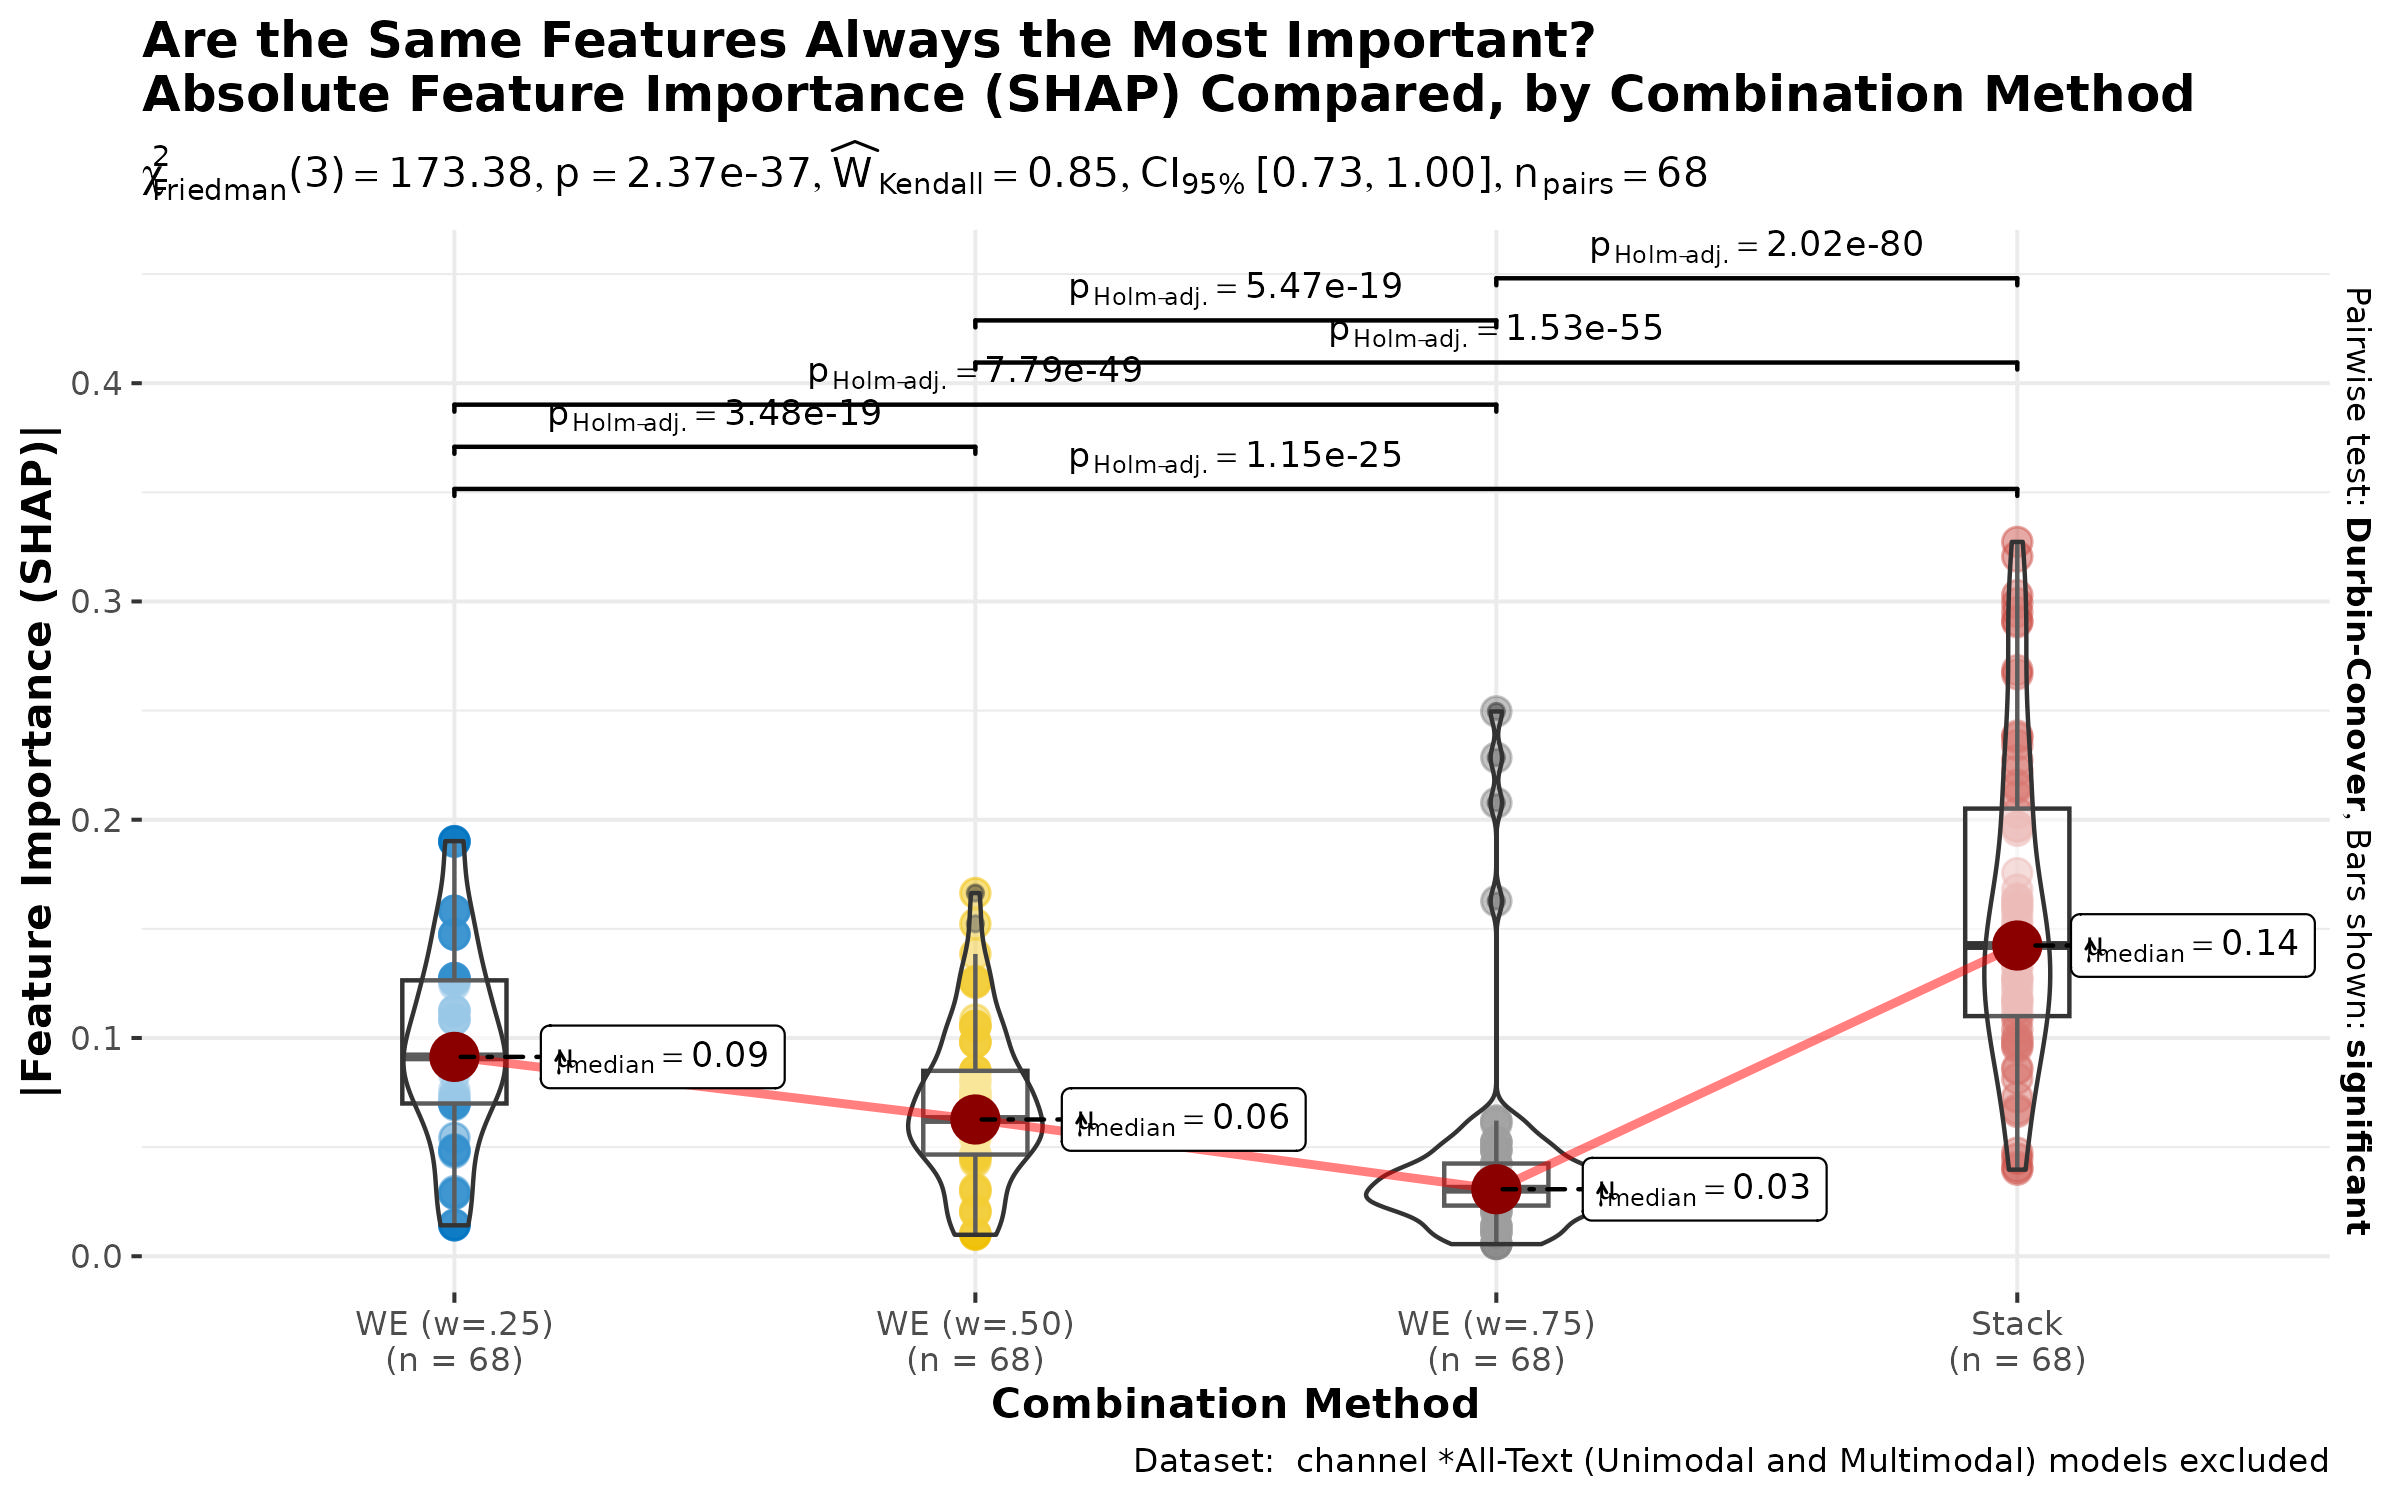 Are the Same Features Always the Most Important?
Absolute Feature Importance (SHAP) Compared, by Combination Method
χ²Friedman(3) = 173.38, p = 2.37e-37, ŴKendall = 0.85, CI95% [0.73, 1.00], npairs = 68
pHolm-adj. = 2.02e-80
pHolm-adj. = 5.47e-19
pHolm-adj. = 1.53e-55
pHolm-adj. = 7.79e-49
pHolm-adj. = 3.48e-19
pHolm-adj. = 1.15e-25
|Feature Importance (SHAP)|
0.4
0.3
0.2
0.1
0.0
μ̂median = 0.09
μ̂median = 0.06
μ̂median = 0.03
μ̂median = 0.14
Pairwise test: Durbin-Conover, Bars shown: significant
WE (w=.25)
(n = 68)
WE (w=.50)
(n = 68)
WE (w=.75)
(n = 68)
Stack
(n = 68)
Combination Method
Dataset:  channel *All-Text (Unimodal and Multimodal) models excluded